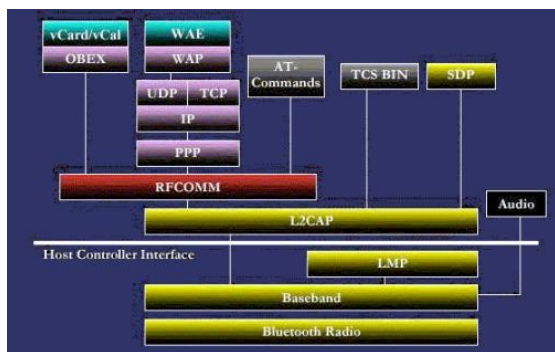 vCard/vCal
OBEX
WAE
WAP
UDP TCP
IP
PPP
AT-
Commands
TCS BIN
SDP
RFCOMM
Audio
L2CAP
Host Controller Interface
LMP
Baseband
Bluetooth Radio